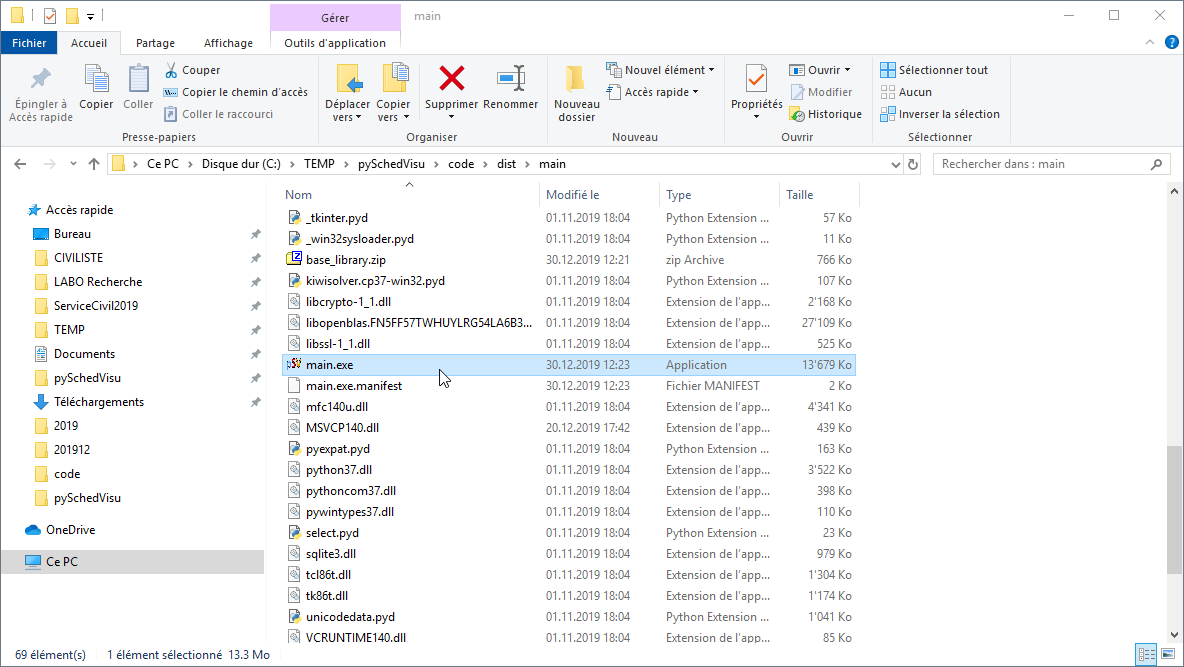 Gérer main
Fichier Accueil Partage Affichage Outils d'application
Épingler à Accès rapide
Copier
Coller
Couper
Copier le chemin d'accès
Coller le raccourci
Presse-papiers
Déplacer vers
Copier vers
Supprimer
Renommer
Organiser
Nouveau dossier
Nouvel élément
Accès rapide
Nouveau
Propriétés
Ouvrir
Modifier
Historique
Ouvrir
Sélectionner tout
Aucun
Inverser la sélection
Sélectionner
Ce PC > Disque dur (C:) > TEMP > pySchedVisu > code > dist > main
Rechercher dans : main
Accès rapide
Bureau
CIVILISTE
LABO Recherche
ServiceCivil2019
TEMP
Documents
pySchedVisu
Téléchargements
2019
201912
code
pySchedVisu
OneDrive
Ce PC
Nom Modifié le Type Taille
_tkinter.pyd 01.11.2019 18:04 Python Extension ... 57 Ko
_win32sysloader.pyd 01.11.2019 18:04 Python Extension ... 11 Ko
base_library.zip 30.12.2019 12:21 zip Archive 766 Ko
kiwisolver.cp37-win32.pyd 01.11.2019 18:04 Python Extension ... 107 Ko
libcrypto-1_1.dll 01.11.2019 18:04 Extension de l'app... 2'168 Ko
libopenblas.FN5FF57TWHUYLRG54LA6B3... 01.11.2019 18:04 Extension de l'app... 27'109 Ko
libssl-1_1.dll 01.11.2019 18:04 Extension de l'app... 525 Ko
main.exe 30.12.2019 12:23 Application 13'679 Ko
main.exe.manifest 30.12.2019 12:23 Fichier MANIFEST 2 Ko
mfc140u.dll 01.11.2019 18:04 Extension de l'app... 4'341 Ko
MSVCP140.dll 20.12.2019 17:42 Extension de l'app... 439 Ko
pyexpat.pyd 01.11.2019 18:04 Python Extension ... 163 Ko
python37.dll 01.11.2019 18:04 Extension de l'app... 3'522 Ko
pythoncom37.dll 01.11.2019 18:04 Extension de l'app... 398 Ko
pywintypes37.dll 01.11.2019 18:04 Extension de l'app... 110 Ko
select.pyd 01.11.2019 18:04 Python Extension ... 23 Ko
sqlite3.dll 01.11.2019 18:04 Extension de l'app... 979 Ko
tcl86t.dll 01.11.2019 18:04 Extension de l'app... 1'304 Ko
tk86t.dll 01.11.2019 18:04 Extension de l'app... 1'174 Ko
unicodedata.pyd 01.11.2019 18:04 Python Extension ... 1'041 Ko
VCRUNTIME140.dll 01.11.2019 18:04 Extension de l'app... 85 Ko
69 élément(s) 1 élément sélectionné 13.3 Mo